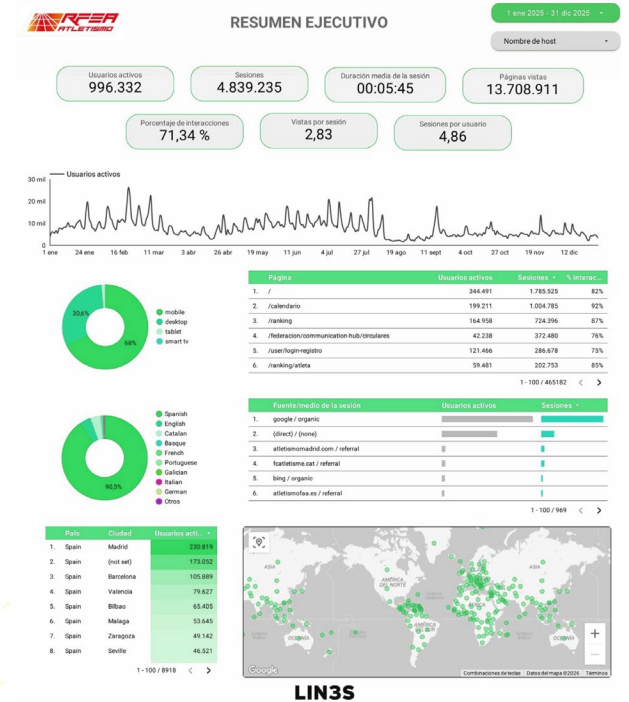 RFEA
ATLETISMO
RESUMEN EJECUTIVO
1 ene 2025 - 31 dic 2025
Nombre de host
Usuarios activos
996.332
Sesiones
4.839.235
Duración media de la sesión
00:05:45
Páginas vistas
13.708.911
Porcentaje de interacciones
71,34 %
Vistas por sesión
2,83
Sesiones por usuario
4,86
Usuarios activos
30 mil
20 mil
10 mil
0
1 ene 24 ene 16 feb 11 mar 3 abr 26 abr 19 may 11 jun 4 jul 27 jul 19 ago 11 sept 4 oct 27 oct 19 nov 12 dic
30,6%
68%
mobile
desktop
tablet
smart tv
Página Usuarios activos Sesiones % interac...
1. / 344.491 1.785.525 82%
2. /calendario 199.211 1.004.785 92%
3. /ranking 164.958 724.396 87%
4. /federacion/communication-hub/circulares 42.238 372.480 76%
5. /user/login-registro 121.466 286.678 75%
6. /ranking/atleta 59.481 202.753 85%
1 - 100 / 465182
90,5%
Spanish
English
Catalan
Basque
French
Portuguese
Galician
Italian
German
Otros
Fuente/medio de la sesión Usuarios activos Sesiones
1. google / organic
2. (direct) / (none)
3. atletismomadrid.com / referral
4. fcatletisme.cat / referral
5. bing / organic
6. atletismofaa.es / referral
1 - 100 / 969
País Ciudad Usuarios acti...
1. Spain Madrid 230.819
2. Spain (not set) 173.052
3. Spain Barcelona 105.889
4. Spain Valencia 79.627
5. Spain Bilbao 65.405
6. Spain Malaga 53.645
7. Spain Zaragoza 49.142
8. Spain Seville 46.521
1 - 100 / 8918
ASIA
AMÉRICA
DEL NORTE
ASIA
ÁFRICA
AMÉRICA
DEL SUR
OCEANÍA
OCEANÍA
Google
Combinaciones de teclas Datos del mapa ©2026 Términos
LIN3S